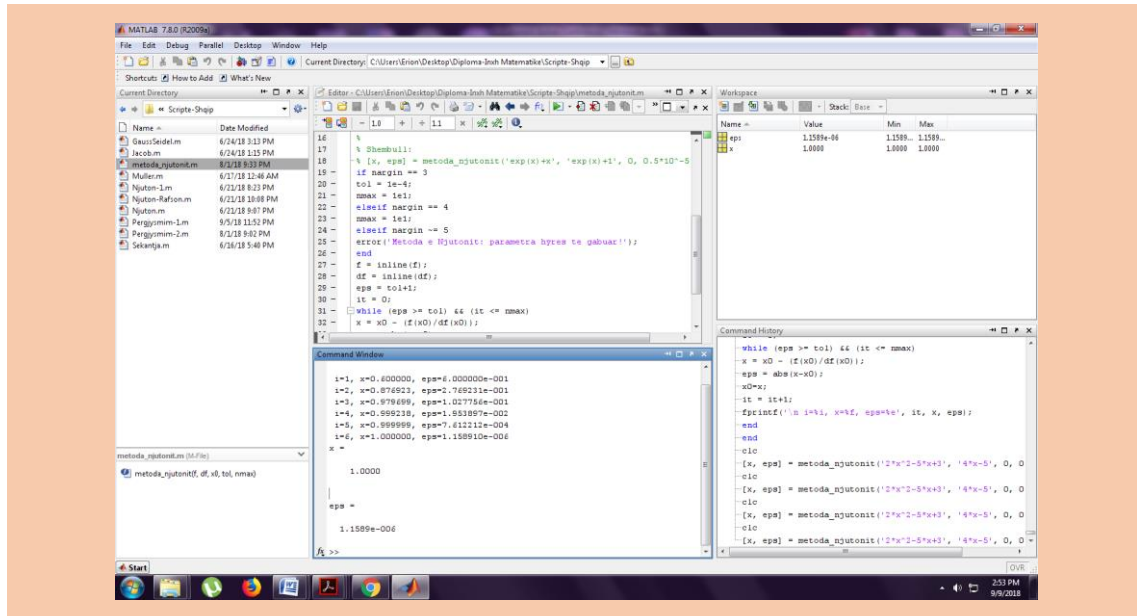 MATLAB 7.8.0 (R2009a)
File Edit Debug Parallel Desktop Window Help
Current Directory: C:\Users\Erion\Desktop\Diploma-Inxh Matematike\Scripte-Shqip
Shortcuts How to Add What's New
Current Directory
« Scripte-Shqip
Name Date Modified
GaussSeidel.m 6/24/18 3:13 PM
Jacob.m 6/24/18 1:15 PM
metoda_njutonit.m 8/1/18 9:33 PM
Muller.m 6/17/18 12:46 AM
Njuton-1.m 6/21/18 8:23 PM
Njuton-Rafson.m 6/21/18 10:08 PM
Njuton.m 6/21/18 9:07 PM
Pergjysmim-1.m 9/5/18 11:52 PM
Pergjysmim-2.m 8/1/18 9:02 PM
Sekantja.m 6/16/18 5:40 PM
metoda_njutonit.m (M-File)
metoda_njutonit(f, df, x0, tol, nmax)
Editor - C:\Users\Erion\Desktop\Diploma-Inxh Matematike\Scripte-Shqip\metoda_njutonit.m
- 1.0 + ÷ 1.1 ×
16 %
17 % Shembull:
18 % [x, eps] = metoda_njutonit('exp(x)+x', 'exp(x)+1', 0, 0.5*10^-5
19 - if nargin == 3
20 - tol = 1e-4;
21 - nmax = 1e1;
22 - elseif nargin == 4
23 - nmax = 1e1;
24 - elseif nargin ~= 5
25 - error('Metoda e Njutonit: parametra hyres te gabuar!');
26 - end
27 - f = inline(f);
28 - df = inline(df);
29 - eps = tol+1;
30 - it = 0;
31 - while (eps >= tol) && (it <= nmax)
32 - x = x0 - (f(x0)/df(x0));
Command Window
i=1, x=0.600000, eps=6.000000e-001
i=2, x=0.876923, eps=2.769231e-001
i=3, x=0.979699, eps=1.027756e-001
i=4, x=0.999238, eps=1.953897e-002
i=5, x=0.999999, eps=7.612212e-004
i=6, x=1.000000, eps=1.158910e-006
x =
1.0000
eps =
1.1589e-006
fx >>
Workspace
Stack: Base
Name Value Min Max
eps 1.1589e-06 1.1589... 1.1589...
x 1.0000 1.0000 1.0000
Command History
while (eps >= tol) && (it <= nmax)
x = x0 - (f(x0)/df(x0));
eps = abs(x-x0);
x0=x;
it = it+1;
fprintf('\n i=%i, x=%f, eps=%e', it, x, eps);
end
end
clc
[x, eps] = metoda_njutonit('2*x^2-5*x+3', '4*x-5', 0, 0
clc
[x, eps] = metoda_njutonit('2*x^2-5*x+3', '4*x-5', 0, 0
clc
[x, eps] = metoda_njutonit('2*x^2-5*x+3', '4*x-5', 0, 0
clc
[x, eps] = metoda_njutonit('2*x^2-5*x+3', '4*x-5', 0, 0
Start
OVR
2:53 PM
9/9/2018